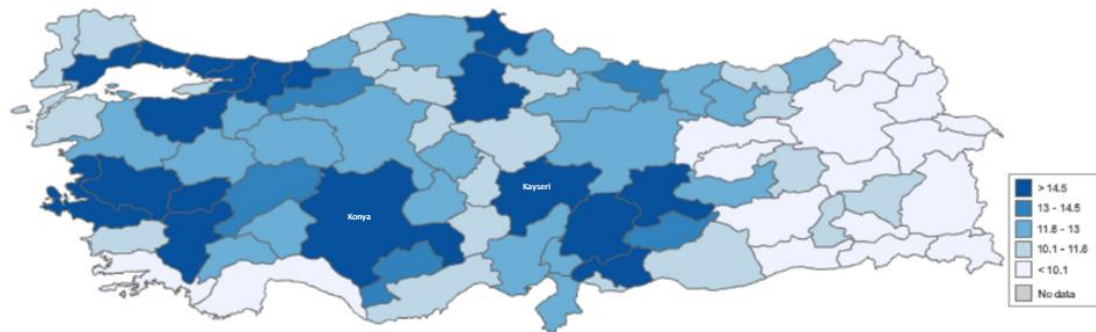 Kayseri
Konya
> 14.5
13 - 14.5
11.8 - 13
10.1 - 11.8
< 10.1
No data